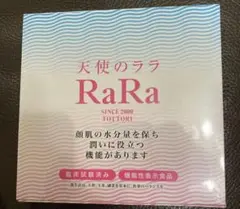 天使のララ
RaRa
SINCE 2000
顔肌の水分量を保ち
潤いに役立つ
機能があります
臨床試験済み
機能性表示食品